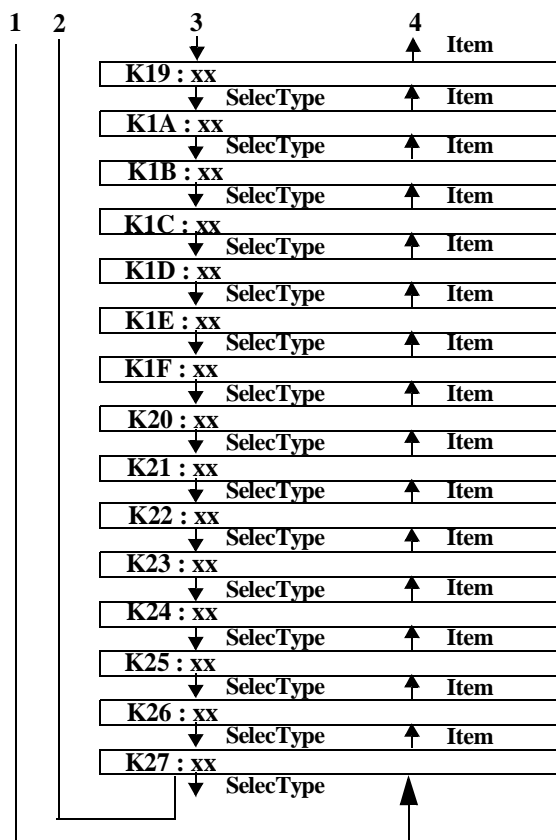 1 2 3 4
Item
K19 : xx
SelecType Item
K1A : xx
SelecType Item
K1B : xx
SelecType Item
K1C : xx
SelecType Item
K1D : xx
SelecType Item
K1E : xx
SelecType Item
K1F : xx
SelecType Item
K20 : xx
SelecType Item
K21 : xx
SelecType Item
K22 : xx
SelecType Item
K23 : xx
SelecType Item
K24 : xx
SelecType Item
K25 : xx
SelecType Item
K26 : xx
SelecType Item
K27 : xx
SelecType